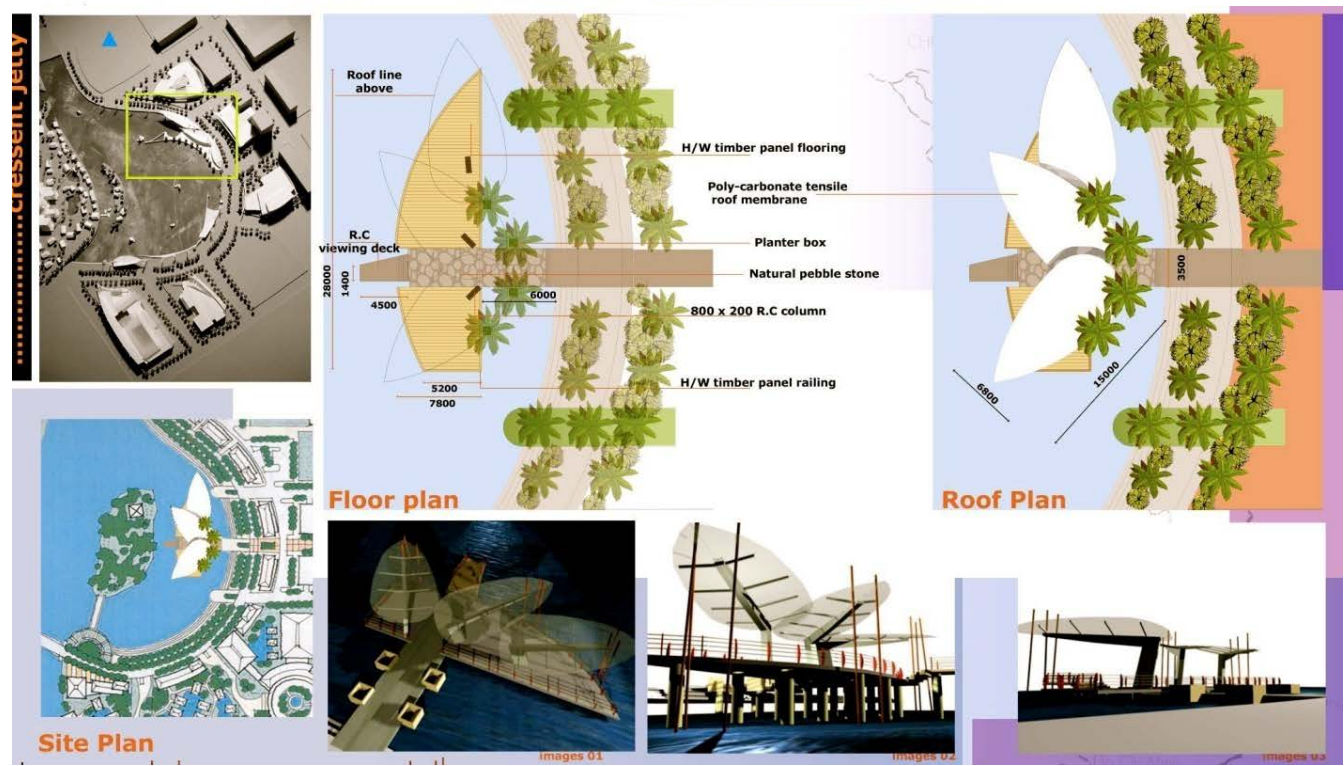 ..............cressent jetty
Roof line
above
H/W timber panel flooring
R.C
viewing deck
Planter box
Natural pebble stone
28000
1400
4500
6000
800 x 200 R.C column
H/W timber panel railing
5200
7800
Floor plan
Poly-carbonate tensile
roof membrane
3500
15000
6800
Roof Plan
Site Plan
images 01
images 02
images 03